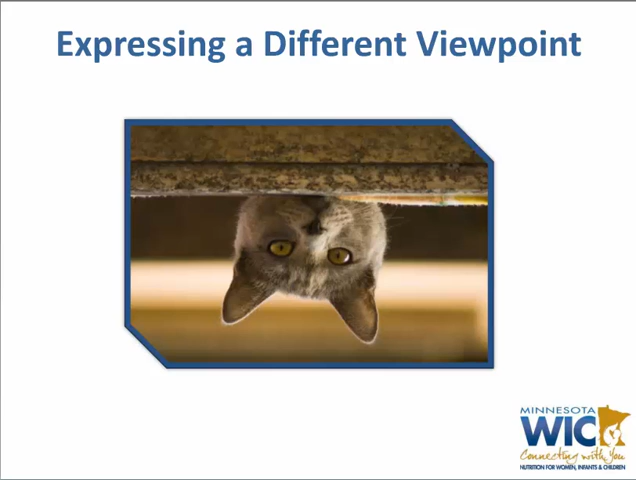 Expressing a Different Viewpoint
MINNESOTA
WIC
Connecting with You
NUTRITION FOR WOMEN, INFANTS & CHILDREN